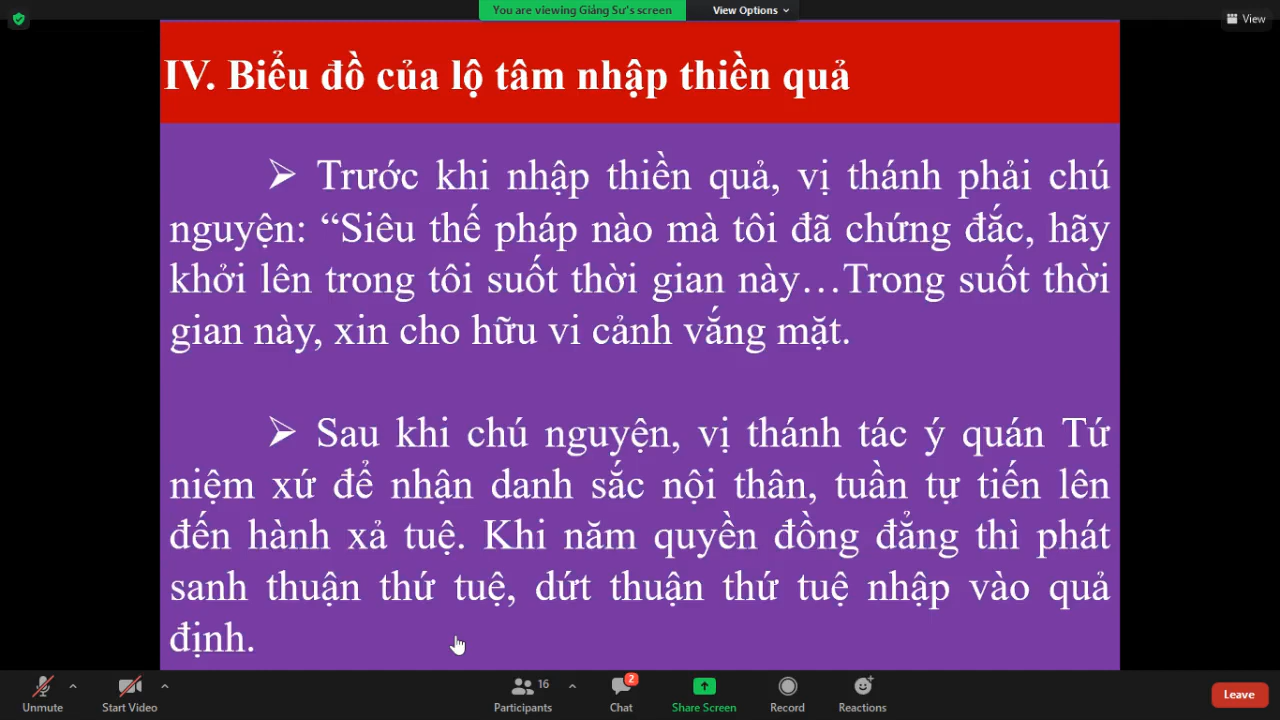 You are viewing Giảng Sư's screen
View Options
View
IV. Biểu đồ của lộ tâm nhập thiền quả
➢ Trước khi nhập thiền quả, vị thánh phải chú
nguyện: “Siêu thế pháp nào mà tôi đã chứng đắc, hãy
khởi lên trong tôi suốt thời gian này…Trong suốt thời
gian này, xin cho hữu vi cảnh vắng mặt.
➢ Sau khi chú nguyện, vị thánh tác ý quán Tứ
niệm xứ để nhận danh sắc nội thân, tuần tự tiến lên
đến hành xả tuệ. Khi năm quyền đồng đẳng thì phát
sanh thuận thứ tuệ, dứt thuận thứ tuệ nhập vào quả
định.
Unmute
Start Video
Participants
16
Chat
2
Share Screen
Record
Reactions
Leave